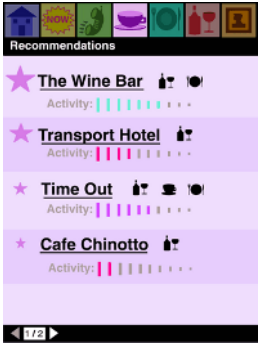 NOW
Recommendations
The Wine Bar
Activity:
Transport Hotel
Activity:
Time Out
Activity:
Cafe Chinotto
Activity:
1/2